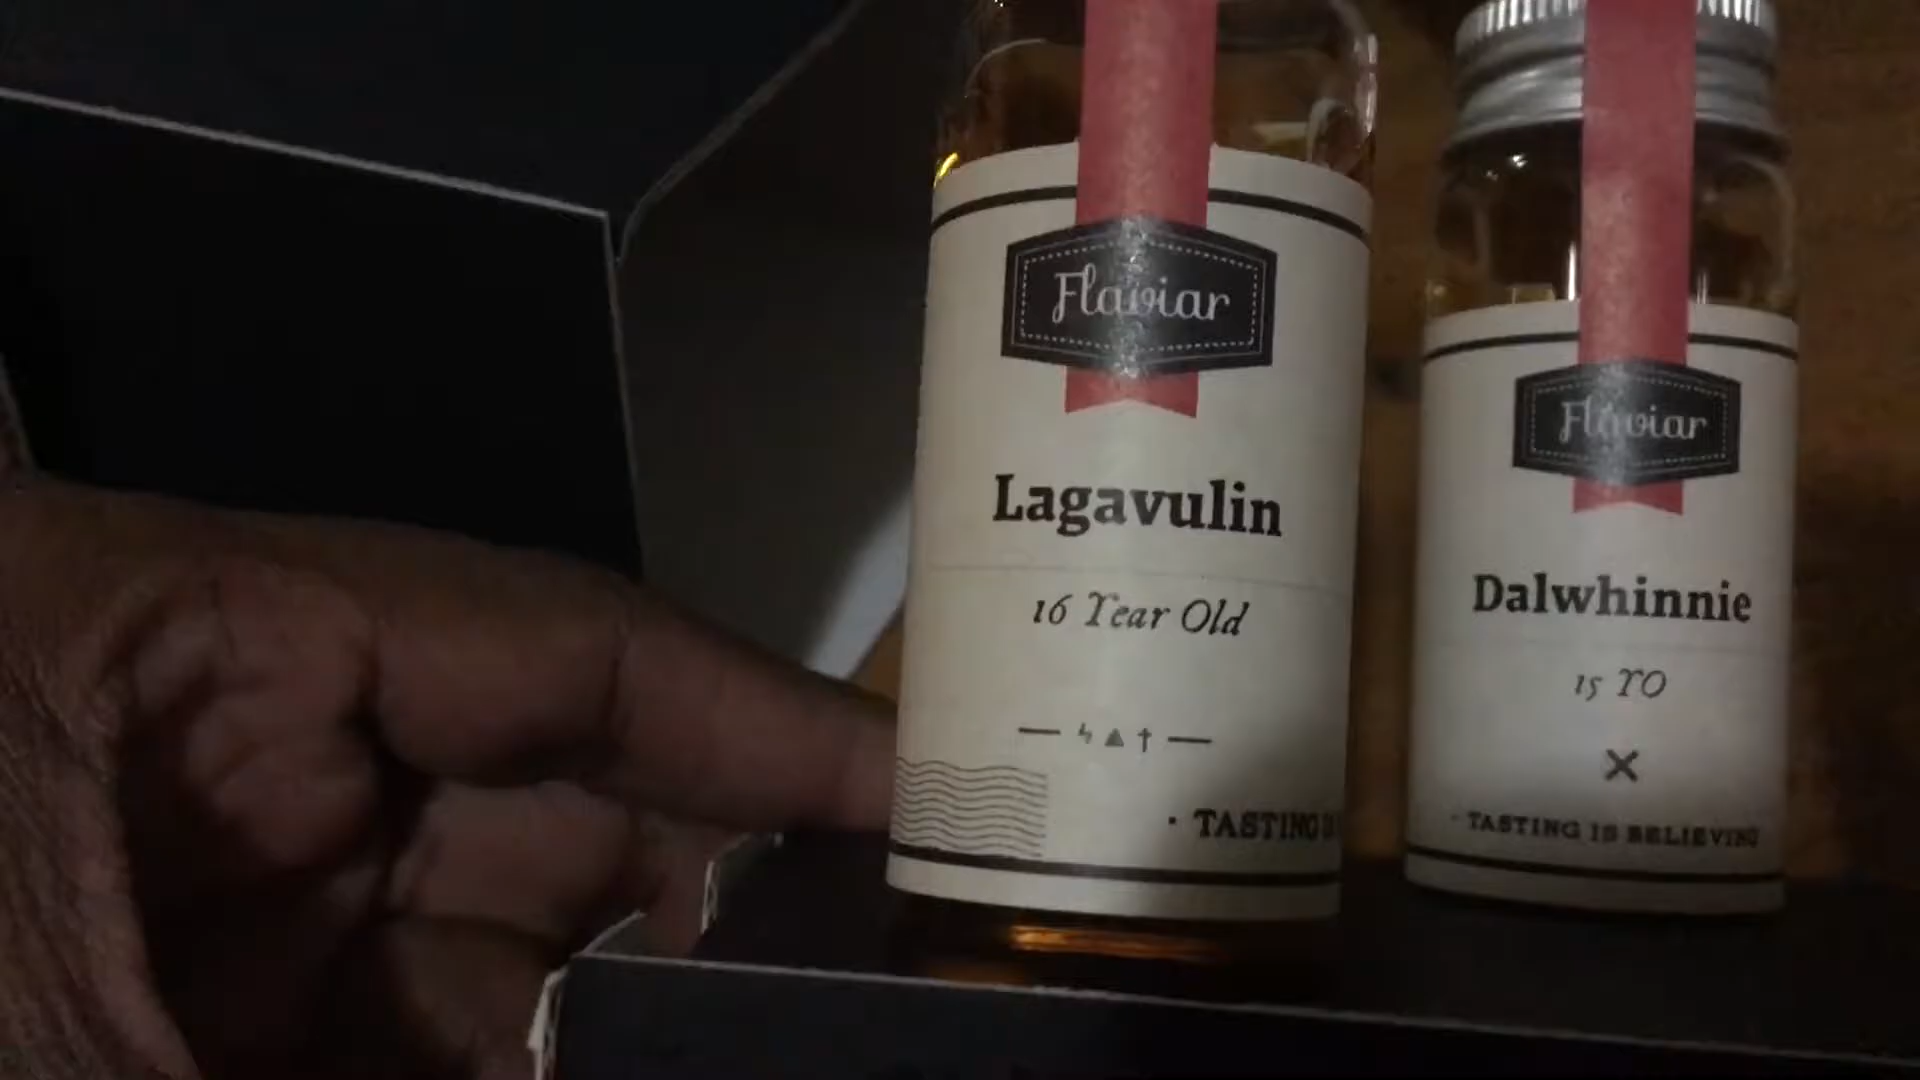 Flaviar
Lagavulin
16 Year Old
· TASTING
Flaviar
Dalwhinnie
15 YO
· TASTING IS BELIEVING